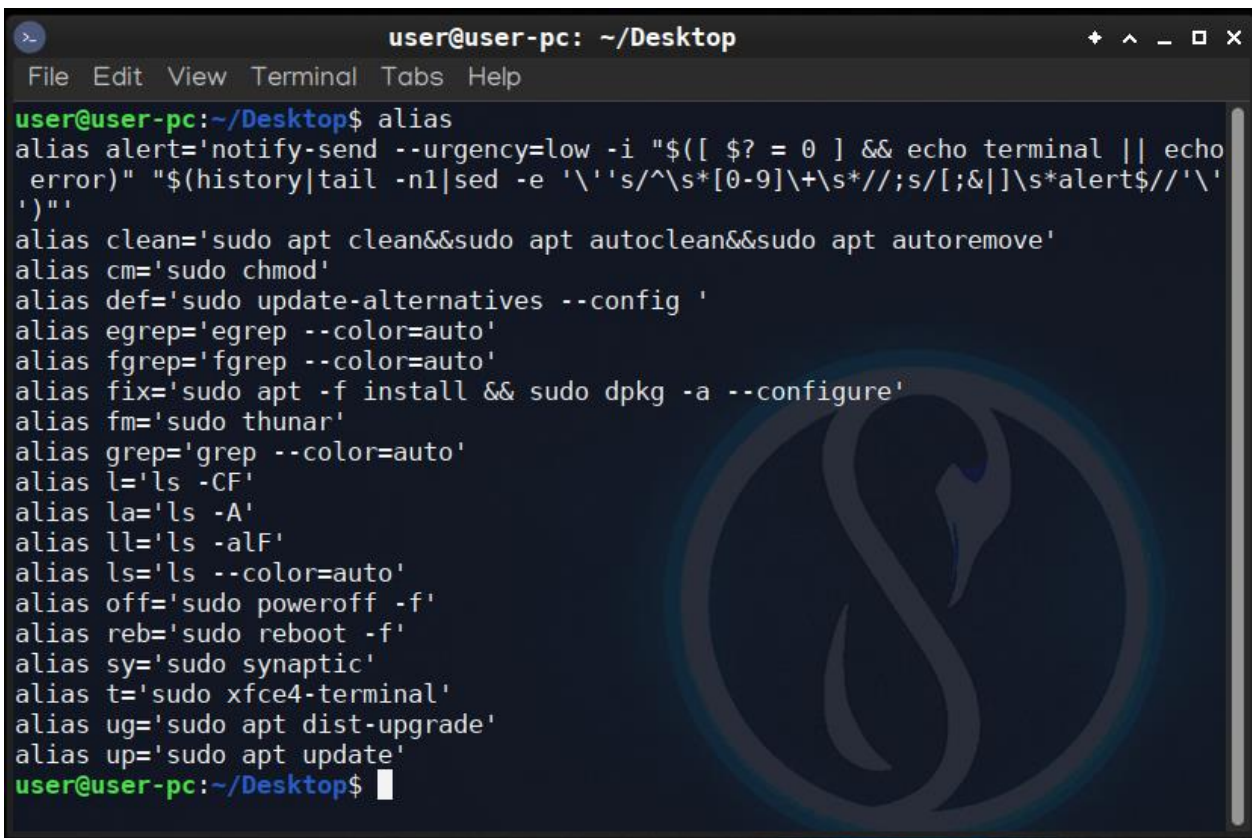 user@user-pc: ~/Desktop
File Edit View Terminal Tabs Help
user@user-pc:~/Desktop$ alias
alias alert='notify-send --urgency=low -i "$([ $? = 0 ] && echo terminal || echo
 error)" "$(history|tail -n1|sed -e '\''s/^\s*[0-9]\+\s*//;s/[;&|]\s*alert$//'\'
')"'
alias clean='sudo apt clean&&sudo apt autoclean&&sudo apt autoremove'
alias cm='sudo chmod'
alias def='sudo update-alternatives --config '
alias egrep='egrep --color=auto'
alias fgrep='fgrep --color=auto'
alias fix='sudo apt -f install && sudo dpkg -a --configure'
alias fm='sudo thunar'
alias grep='grep --color=auto'
alias l='ls -CF'
alias la='ls -A'
alias ll='ls -alF'
alias ls='ls --color=auto'
alias off='sudo poweroff -f'
alias reb='sudo reboot -f'
alias sy='sudo synaptic'
alias t='sudo xfce4-terminal'
alias ug='sudo apt dist-upgrade'
alias up='sudo apt update'
user@user-pc:~/Desktop$